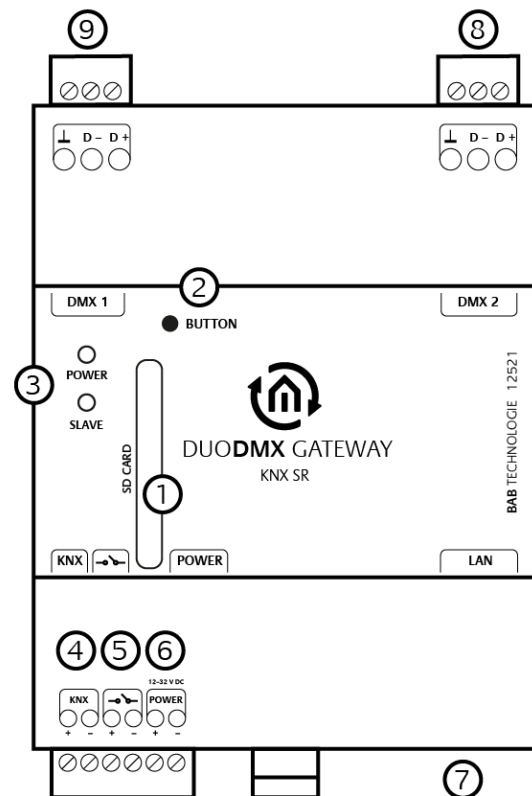 9 8
⊥ D – D + ⊥ D – D +
DMX 1 2 DMX 2
BUTTON
3
POWER
SLAVE
SD CARD
1
DUODMX GATEWAY
KNX SR
BAB TECHNOLOGIE 12521
KNX POWER LAN
4 5 6
12–32 V DC
KNX POWER
+ – + – + –
7